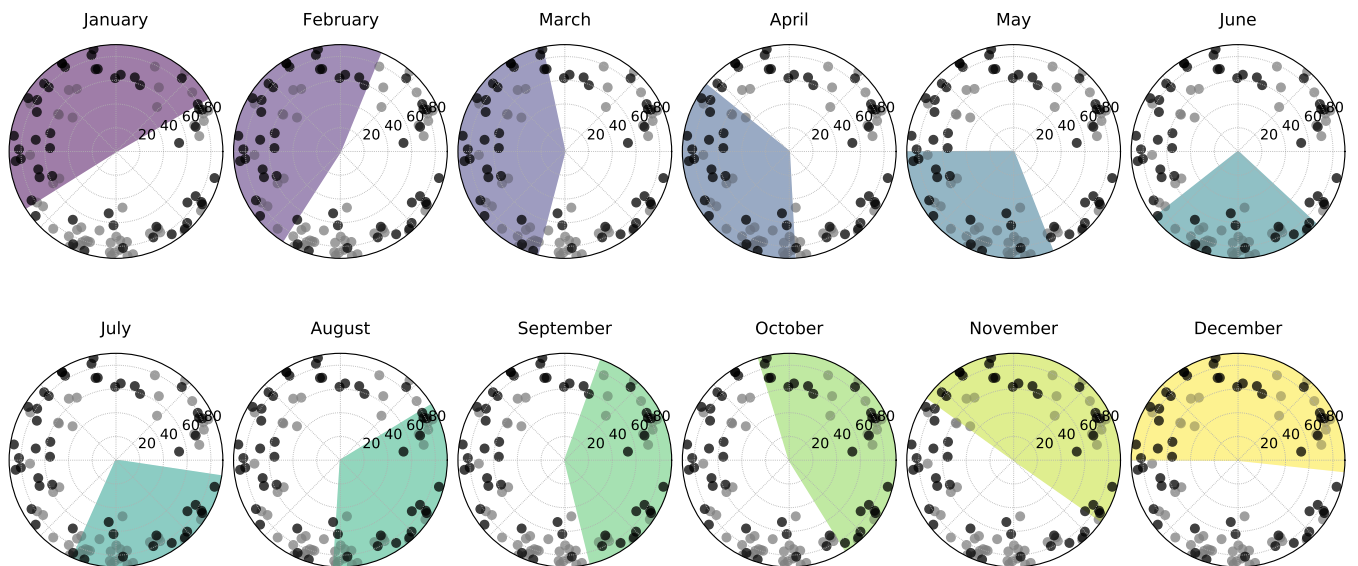 January February March April May June
20 40 60 80 20 40 60 80 20 40 60 80 20 40 60 80 20 40 60 80 20 40 60 80
July August September October November December
20 40 60 80 20 40 60 80 20 40 60 80 20 40 60 80 20 40 60 80 20 40 60 80